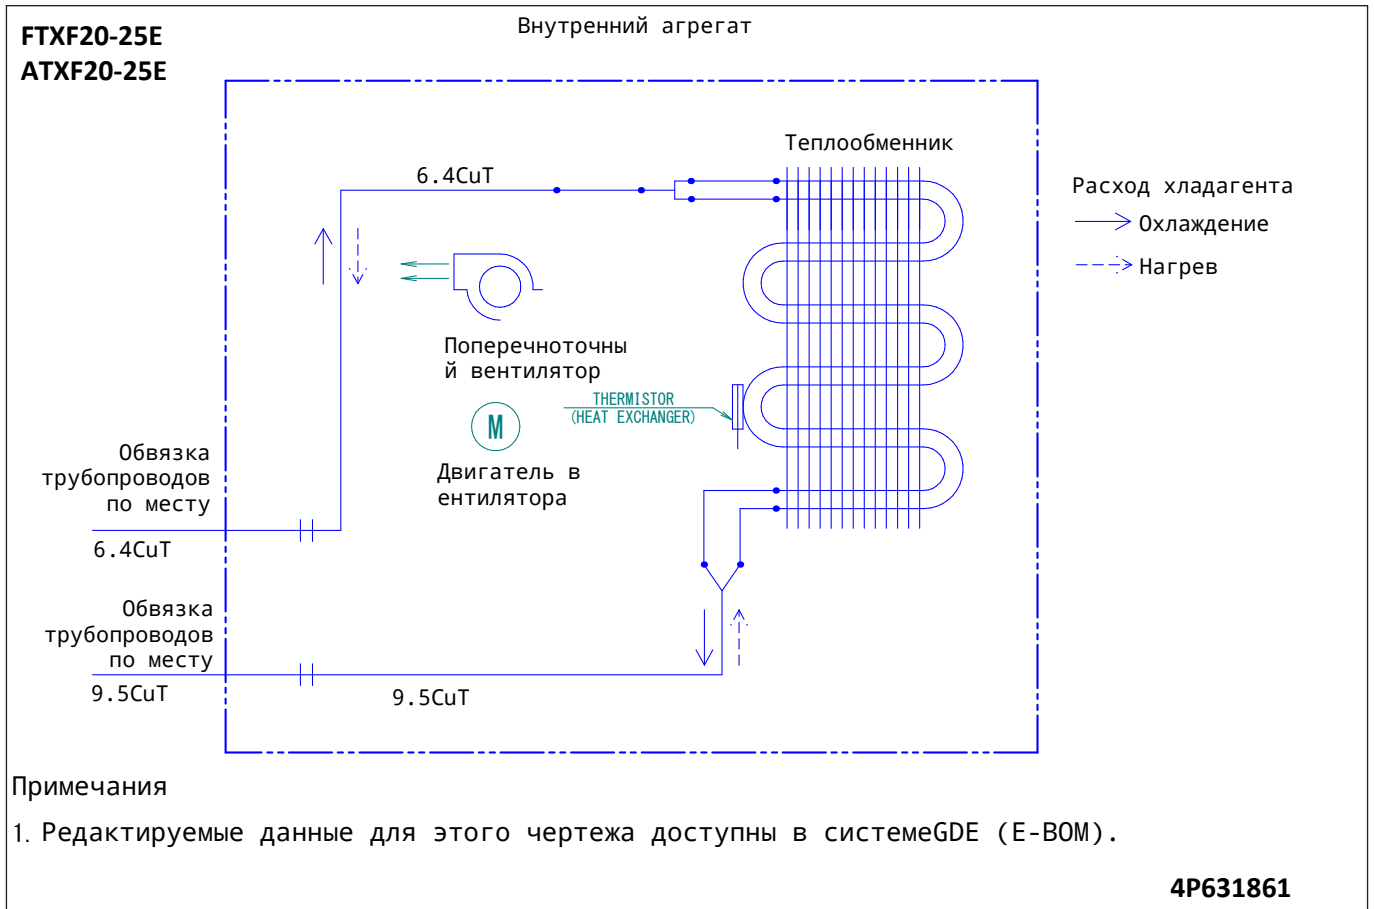 FTXF20-25E
ATXF20-25E
Внутренний агрегат
Теплообменник
6.4CuT
Расход хладагента
Охлаждение
Нагрев
Поперечноточны
й вентилятор
THERMISTOR
(HEAT EXCHANGER)
M
Двигатель в
ентилятора
Обвязка
трубопроводов
по месту
6.4CuT
Обвязка
трубопроводов
по месту
9.5CuT
9.5CuT
Примечания
1. Редактируемые данные для этого чертежа доступны в системеGDE (E-BOM).
4P631861